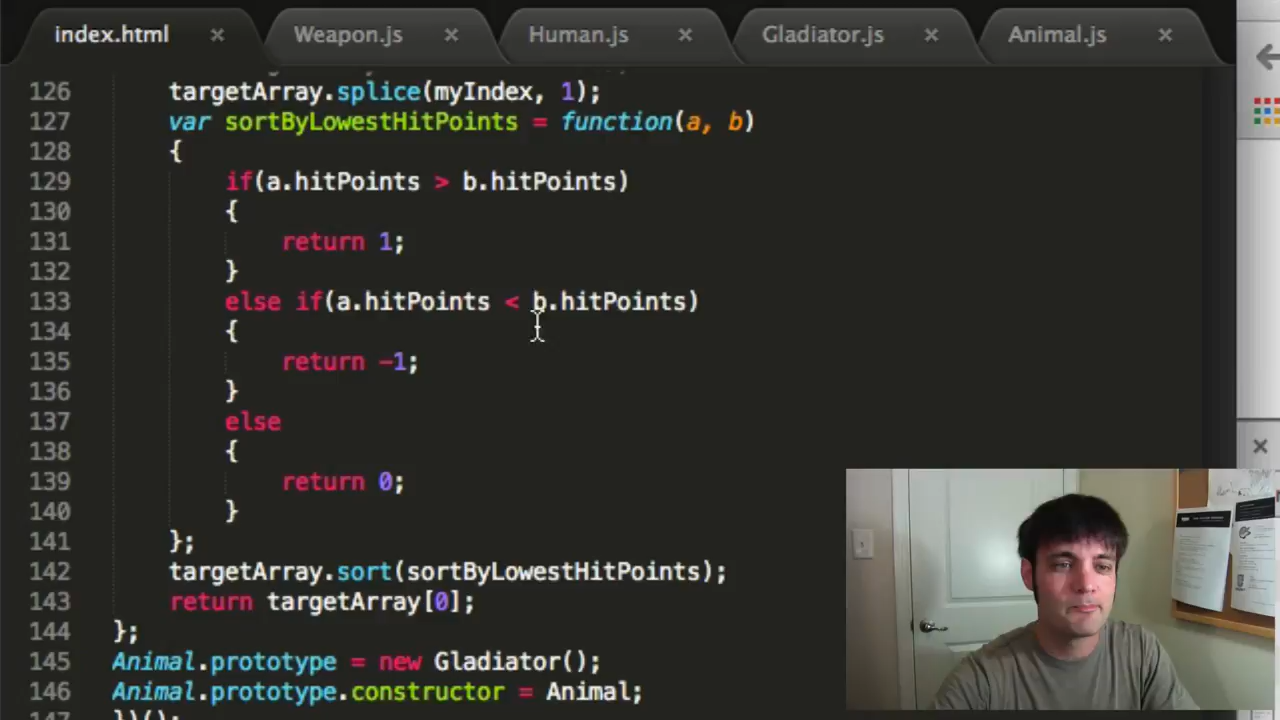 index.html × Weapon.js × Human.js × Gladiator.js × Animal.js ×
126 targetArray.splice(myIndex, 1);
127 var sortByLowestHitPoints = function(a, b)
128 {
129 if(a.hitPoints > b.hitPoints)
130 {
131 return 1;
132 }
133 else if(a.hitPoints < b.hitPoints)
134 {
135 return -1;
136 }
137 else
138 {
139 return 0;
140 }
141 };
142 targetArray.sort(sortByLowestHitPoints);
143 return targetArray[0];
144 };
145 Animal.prototype = new Gladiator();
146 Animal.prototype.constructor = Animal;
147 })();